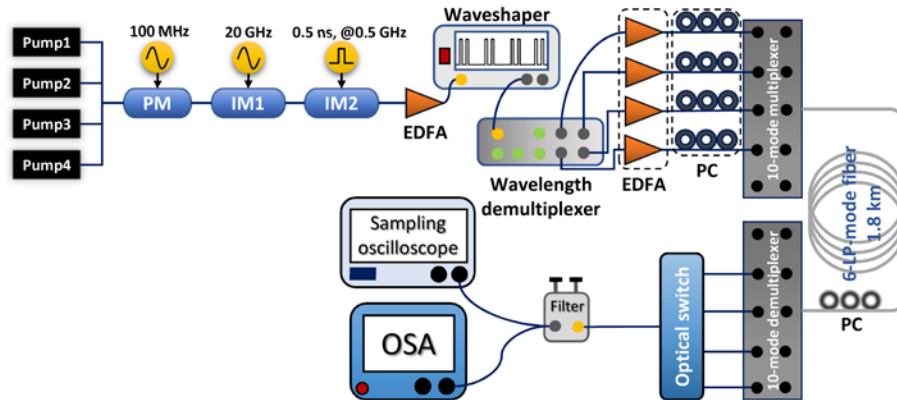 Pump1
Pump2
Pump3
Pump4
100 MHz
20 GHz
0.5 ns, @0.5 GHz
PM
IM1
IM2
EDFA
Waveshaper
Wavelength
demultiplexer
EDFA
PC
10-mode multiplexer
6-LP-mode fiber
1.8 km
PC
10-mode demultiplexer
Optical switch
Filter
Sampling
oscilloscope
OSA